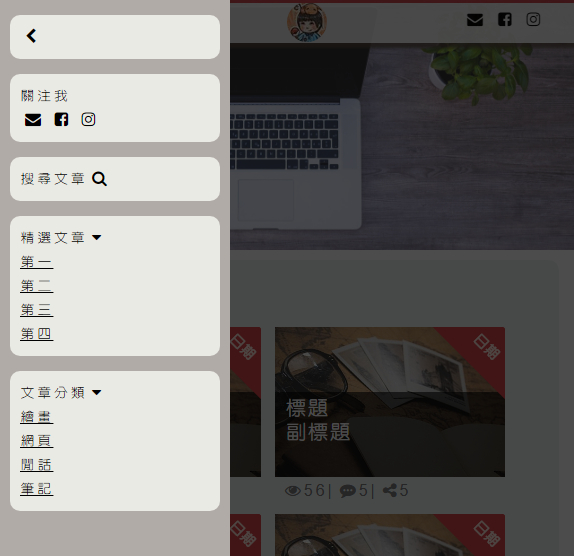 關注我
搜尋文章
精選文章
第一
第二
第三
第四
文章分類
繪畫
網頁
閒話
筆記
日期
日期
標題
副標題
56| 5| 5
日期
日期